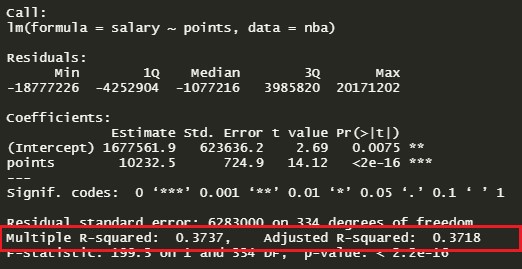 Call:
lm(formula = salary ~ points, data = nba)
Residuals:
Min 1Q Median 3Q Max
-18777226 -4252904 -1077216 3985820 20171202
Coefficients:
Estimate Std. Error t value Pr(>|t|)
(Intercept) 1677561.9 623636.2 2.69 0.0075 **
points 10232.5 724.9 14.12 <2e-16 ***
---
Signif. codes: 0 ‘***’ 0.001 ‘**’ 0.01 ‘*’ 0.05 ‘.’ 0.1 ‘ ’ 1
Residual standard error: 6283000 on 334 degrees of freedom
Multiple R-squared: 0.3737, Adjusted R-squared: 0.3718
F-statistic: 199.3 on 1 and 334 DF, p-value: < 2.2e-16